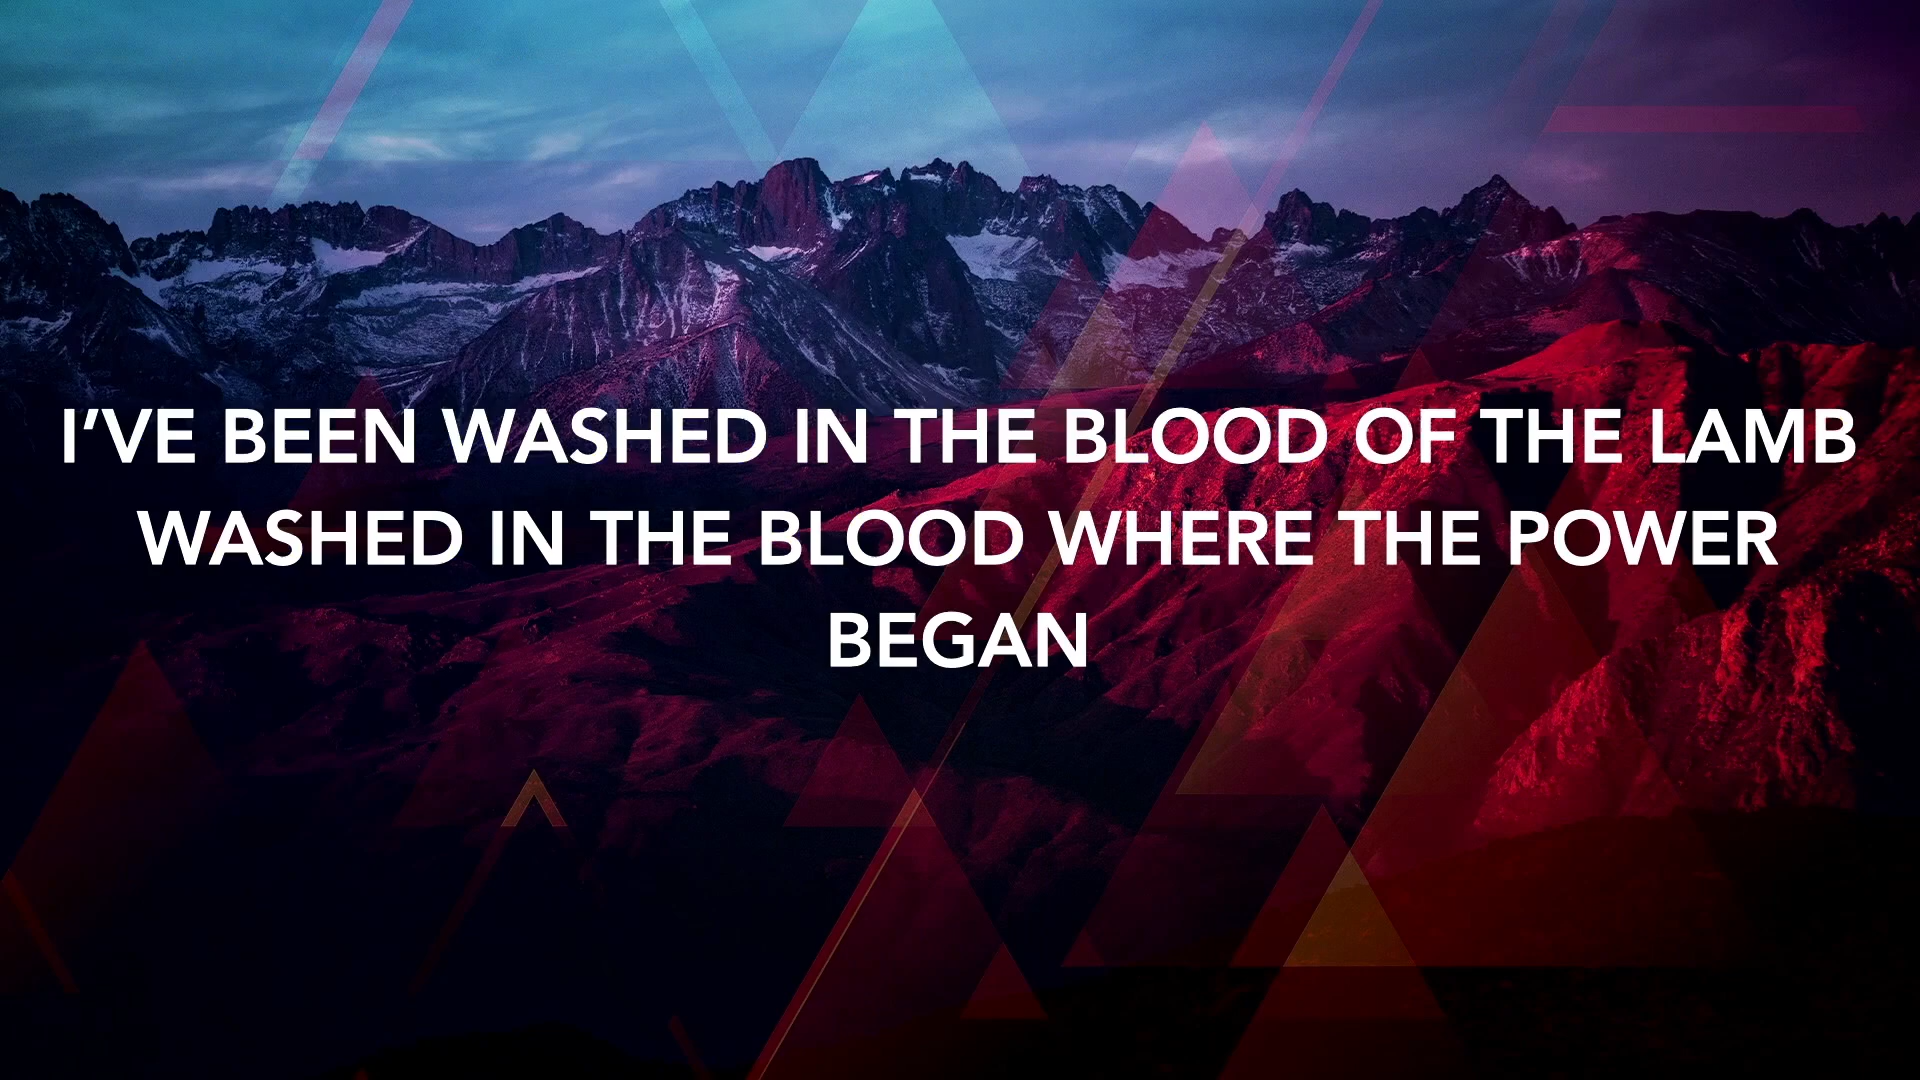 I’VE BEEN WASHED IN THE BLOOD OF THE LAMB
WASHED IN THE BLOOD WHERE THE POWER
BEGAN